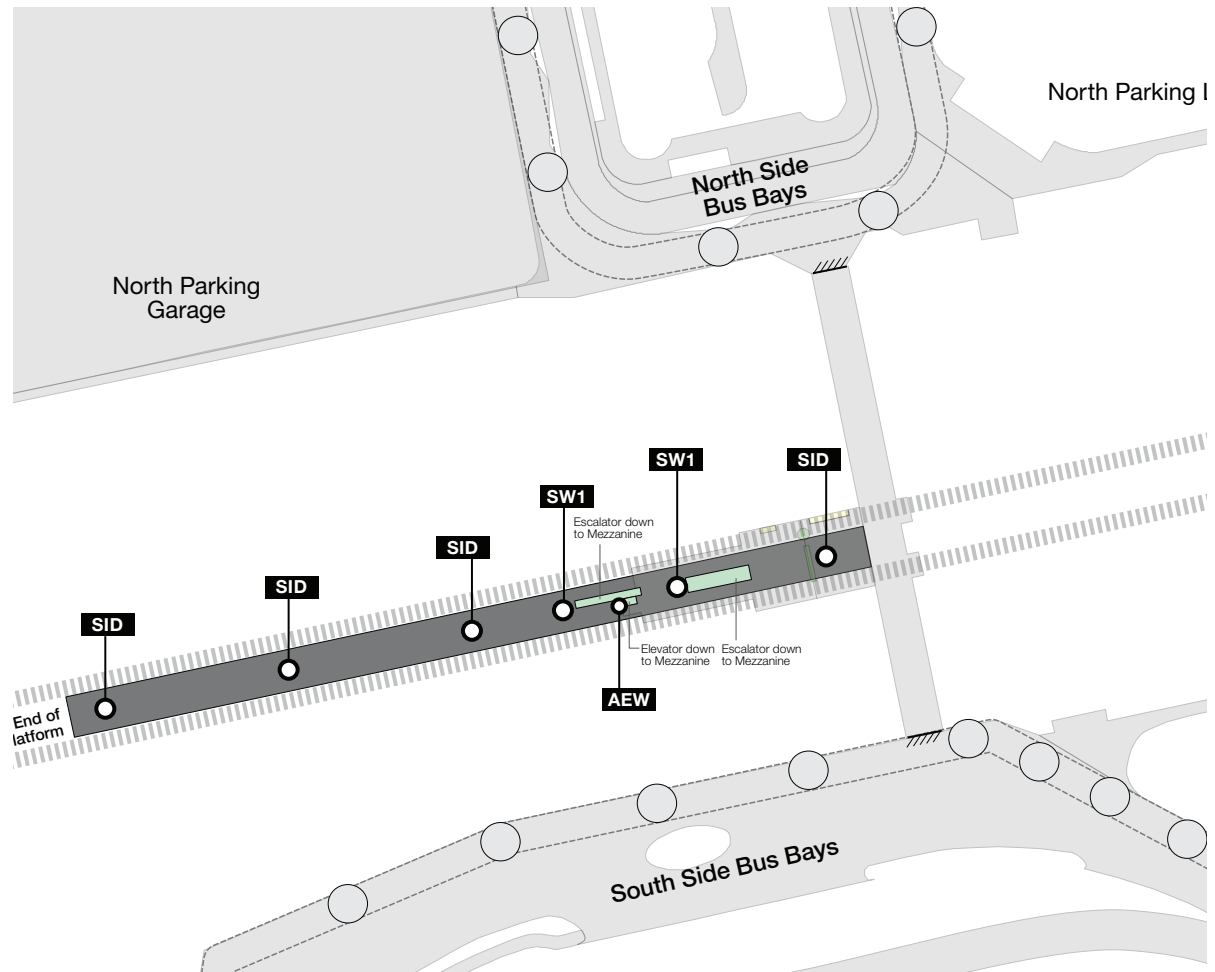 North Parking L
North Side
Bus Bays
North Parking
Garage
SW1
SID
SW1
Escalator down
to Mezzanine
SID
SID
SID
Elevator down
to Mezzanine
Escalator down
to Mezzanine
AEW
End of
latform
South Side Bus Bays